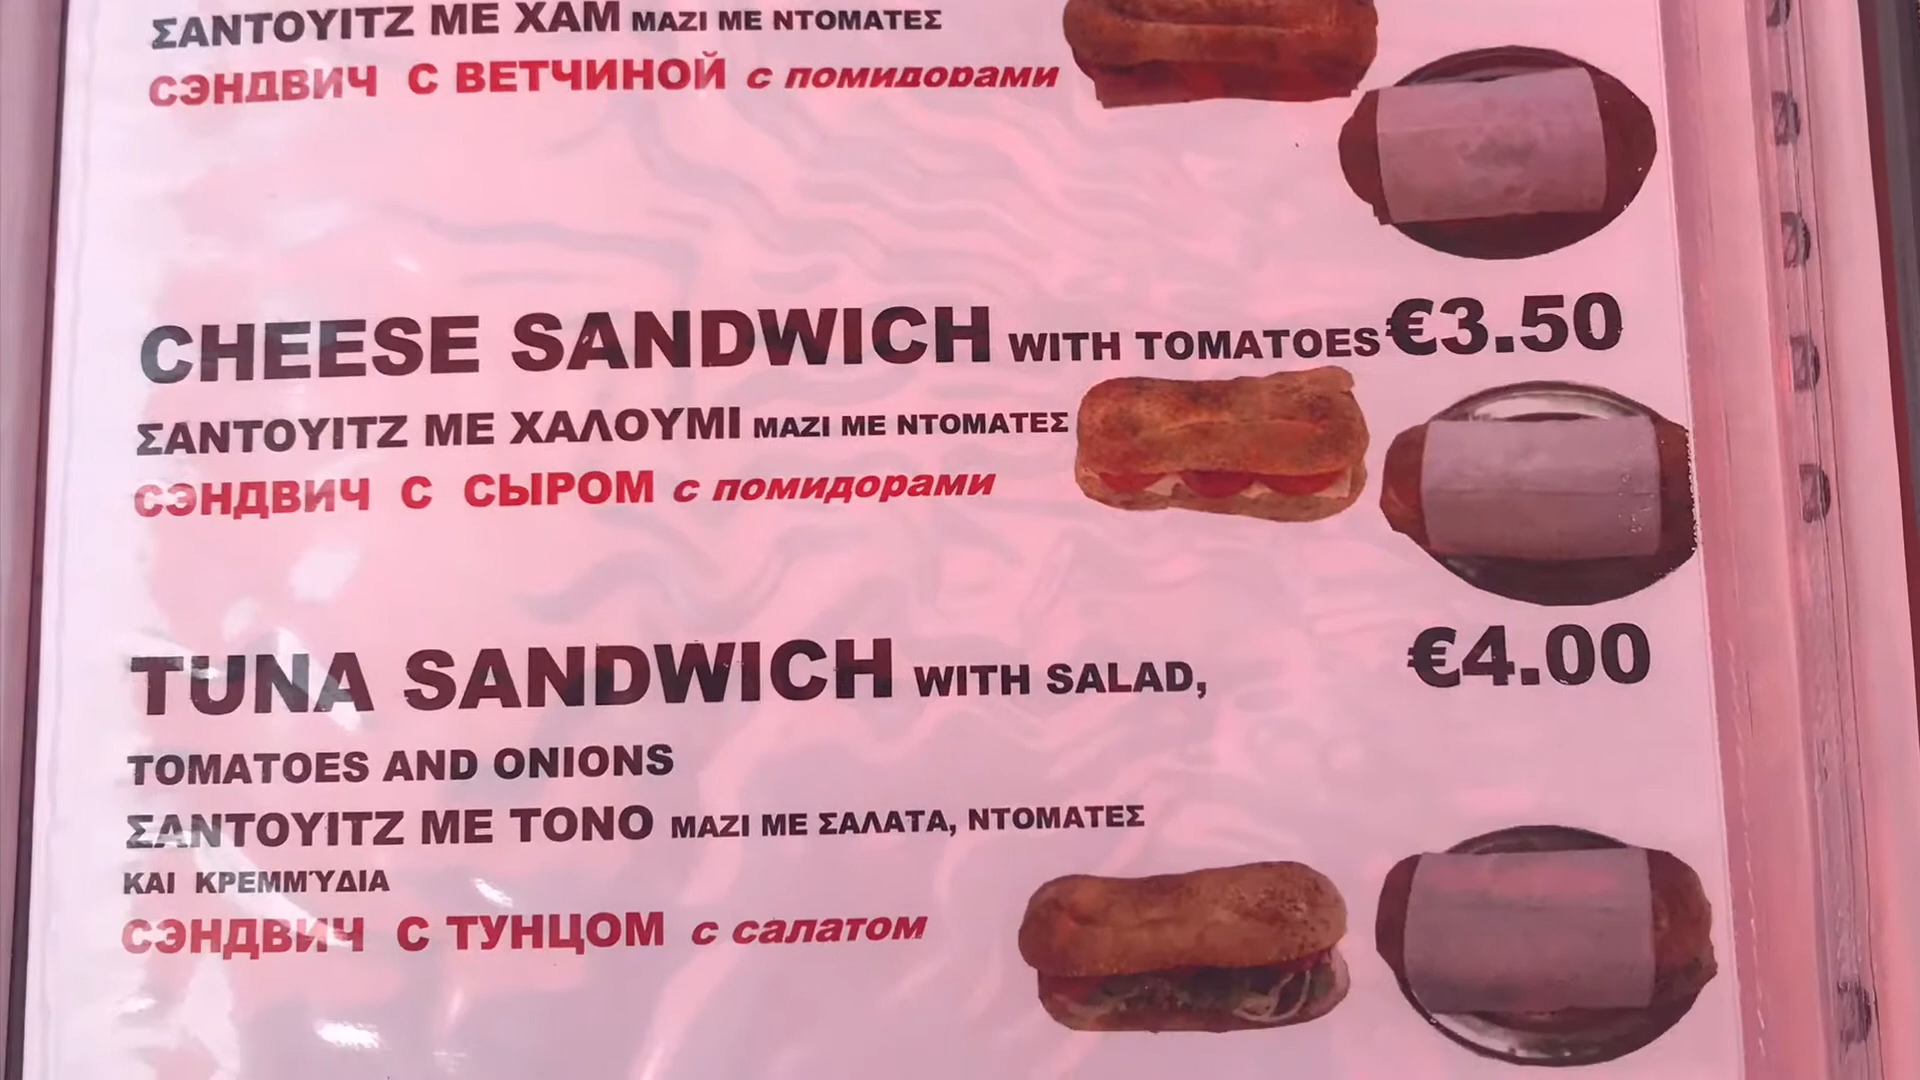 ΣΑΝΤΟΥΙΤΖ ΜΕ ΧΑΜ ΜΑΖΙ ΜΕ ΝΤΟΜΑΤΕΣ
СЭНДВИЧ С ВЕТЧИНОЙ с помидорами
CHEESE SANDWICH WITH TOMATOES €3.50
ΣΑΝΤΟΥΙΤΖ ΜΕ ΧΑΛΟΥΜΙ ΜΑΖΙ ΜΕ ΝΤΟΜΑΤΕΣ
СЭНДВИЧ С СЫРОМ с помидорами
TUNA SANDWICH WITH SALAD, €4.00
TOMATOES AND ONIONS
ΣΑΝΤΟΥΙΤΖ ΜΕ ΤΟΝΟ ΜΑΖΙ ΜΕ ΣΑΛΑΤΑ, ΝΤΟΜΑΤΕΣ
ΚΑΙ ΚΡΕΜΜΎΔΙΑ
СЭНДВИЧ С ТУНЦОМ с салатом